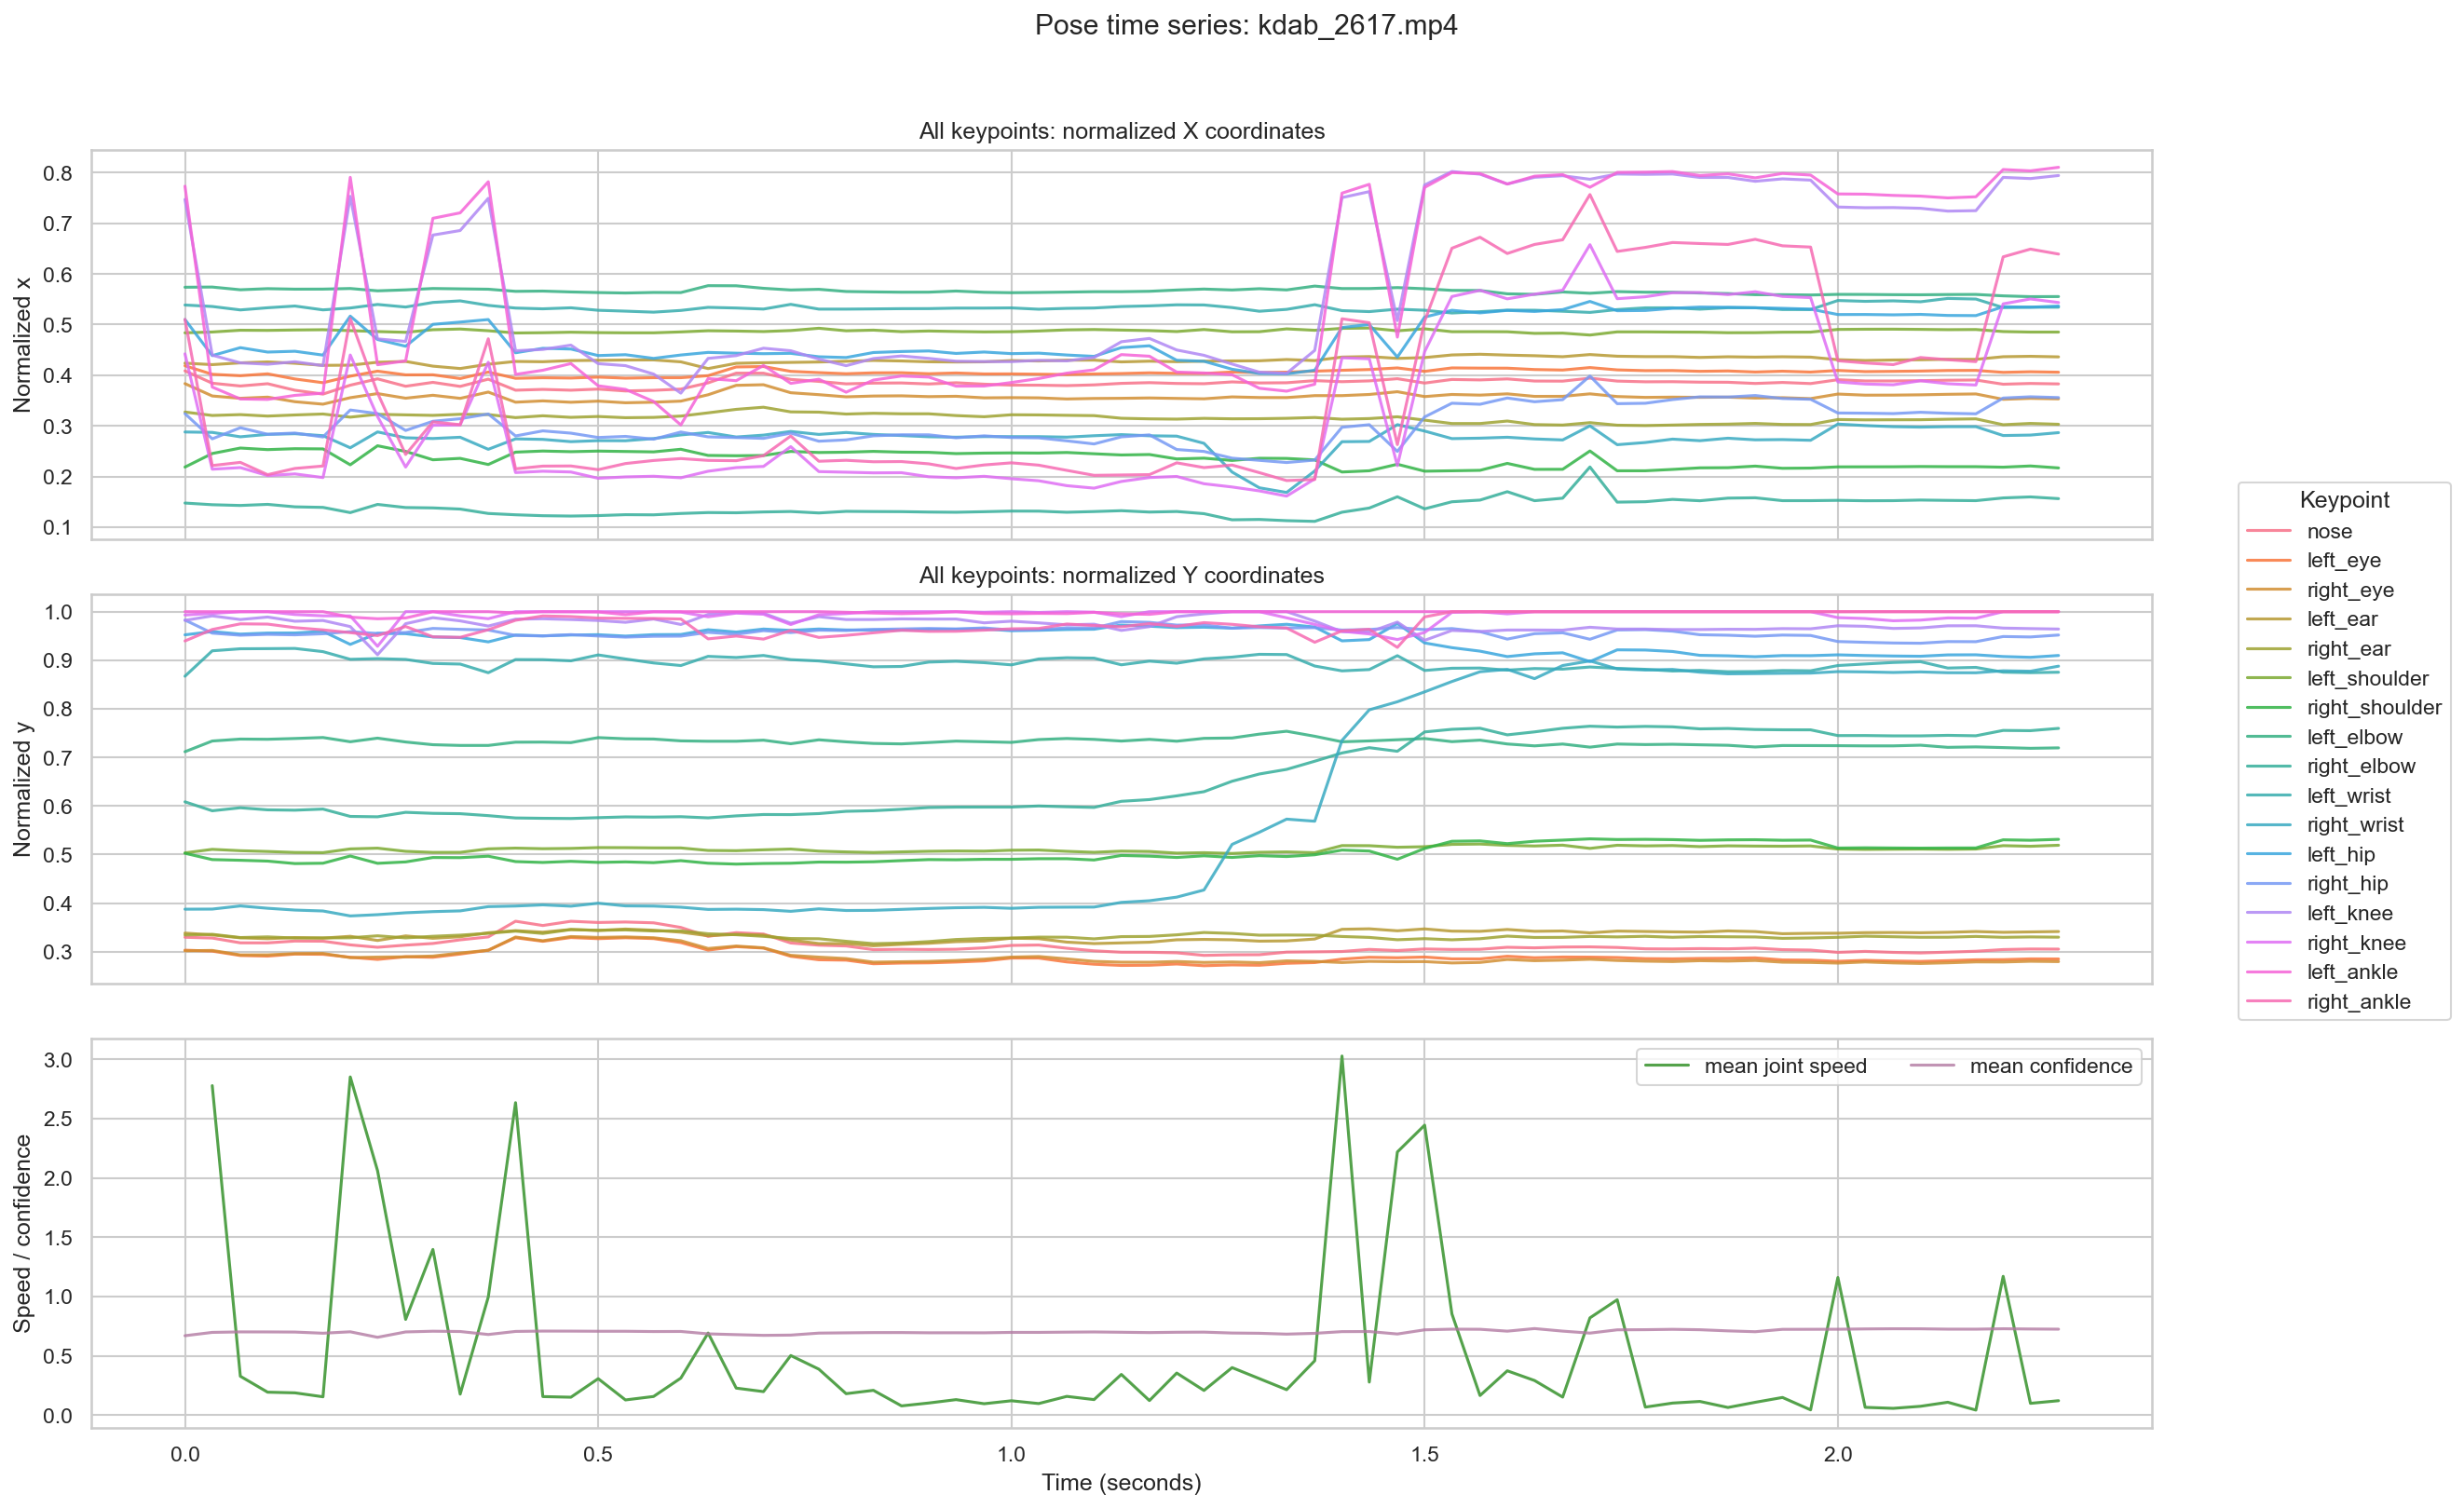 Pose time series: kdab_2617.mp4
All keypoints: normalized X coordinates
Normalized x
0.8
0.7
0.6
0.5
0.4
0.3
0.2
0.1
All keypoints: normalized Y coordinates
Normalized y
1.0
0.9
0.8
0.7
0.6
0.5
0.4
0.3
Keypoint
nose
left_eye
right_eye
left_ear
right_ear
left_shoulder
right_shoulder
left_elbow
right_elbow
left_wrist
right_wrist
left_hip
right_hip
left_knee
right_knee
left_ankle
right_ankle
mean joint speed mean confidence
Speed / confidence
3.0
2.5
2.0
1.5
1.0
0.5
0.0
0.0 0.5 1.0 1.5 2.0
Time (seconds)